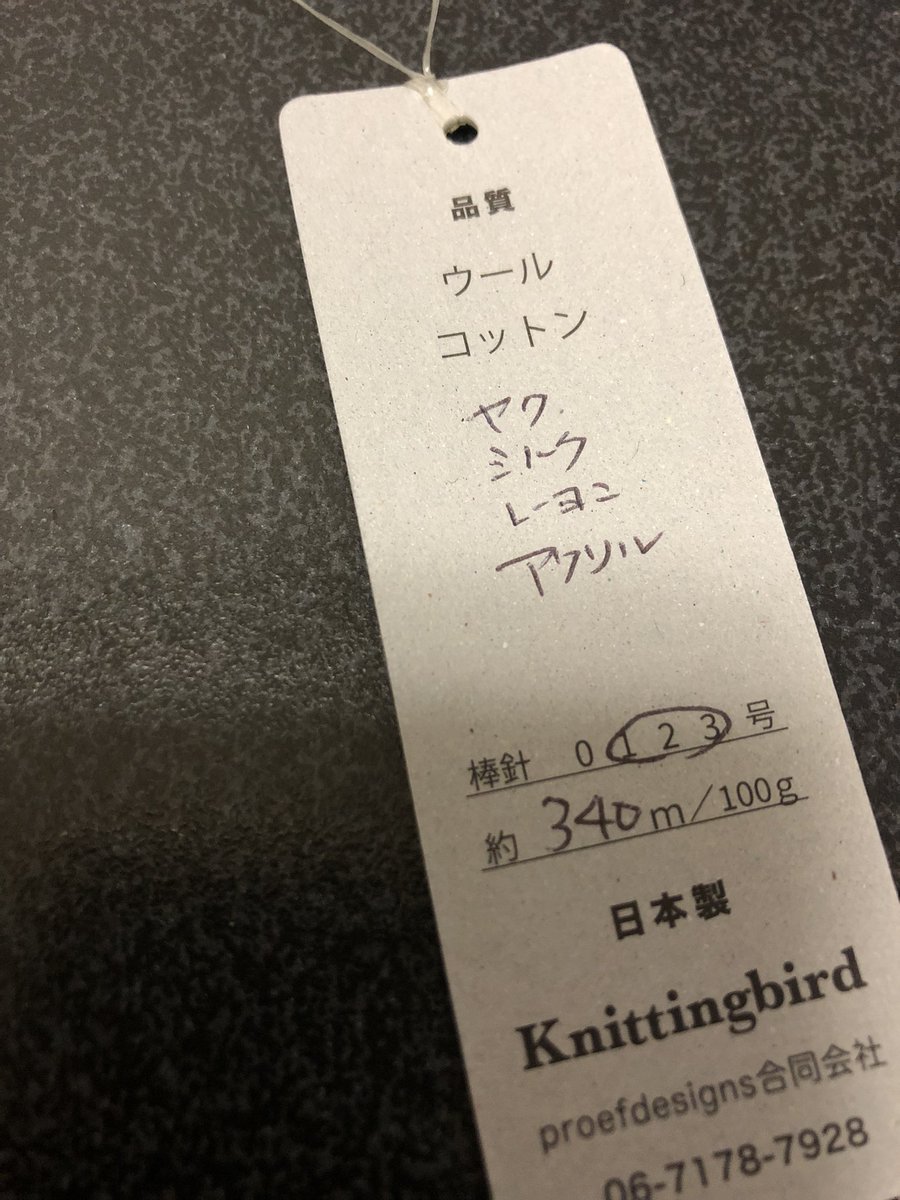 品質
ウール
コットン
ヤク
シルク
レーヨン
アクリル
棒針 0 1 2 3 号
約 340m/100g
日本製
Knittingbird
proefdesigns合同会社
06-7178-7928